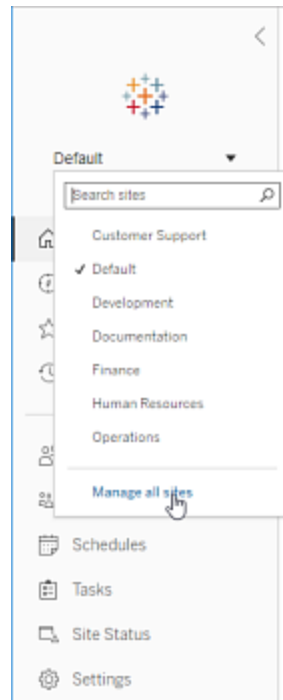 Default
Search sites
Customer Support
Default
Development
Documentation
Finance
Human Resources
Operations
Manage all sites
Schedules
Tasks
Site Status
Settings